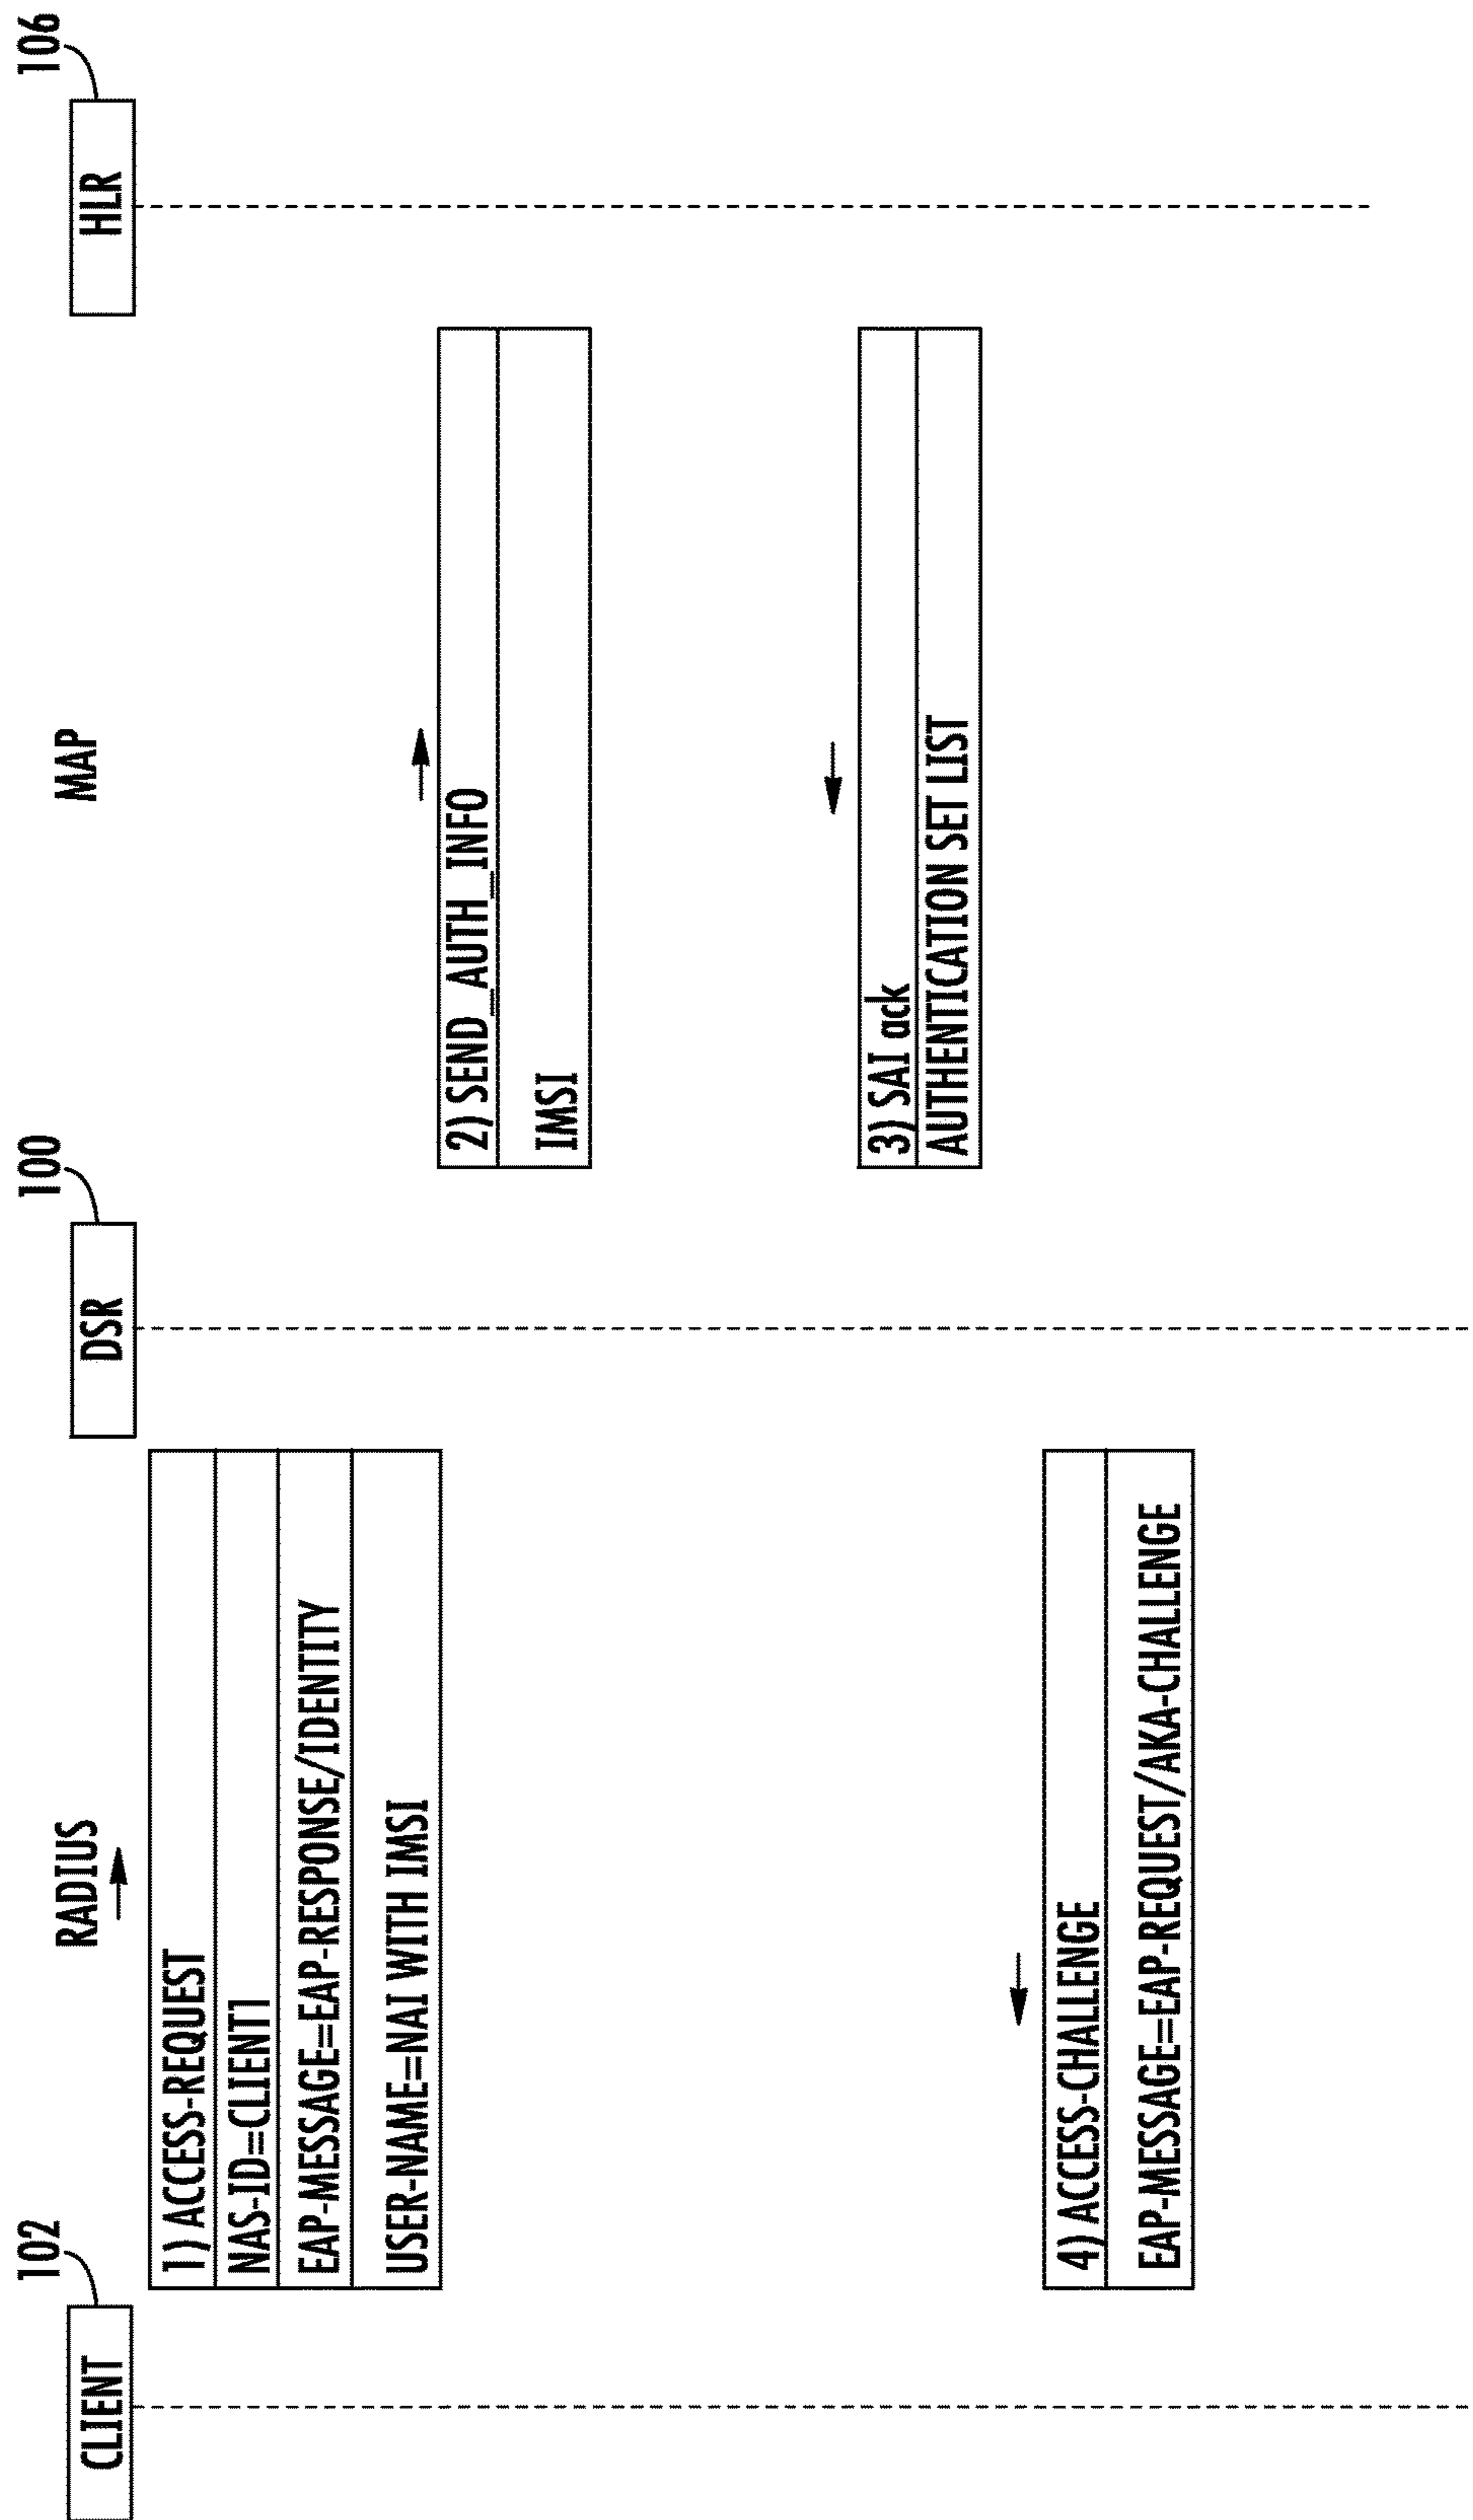 102
CLIENT
RADIUS
100
DSR
MAP
106
HLR
1) ACCESS-REQUEST
NAS-ID=CLIENT1
EAP-MESSAGE=EAP-RESPONSE/IDENTITY
USER-NAME=NAI WITH IMSI
2) SEND_AUTH_INFO
IMSI
3) SAI ack
AUTHENTICATION SET LIST
4) ACCESS-CHALLENGE
EAP-MESSAGE=EAP-REQUEST/AKA-CHALLENGE